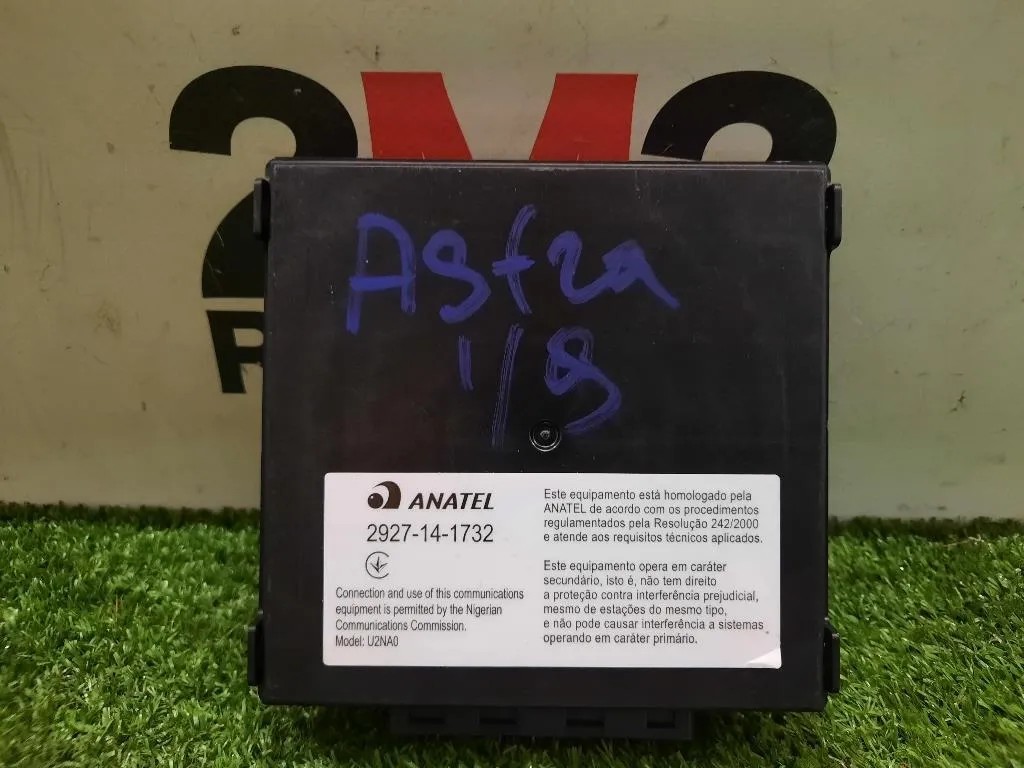 Astra
1/9
ANATEL
2927-14-1732
Connection and use of this communications
equipment is permitted by the Nigerian
Communications Commission.
Model: U2NA0
Este equipamento está homologado pela
ANATEL de acordo com os procedimentos
regulamentados pela Resolução 242/2000
e atende aos requisitos técnicos aplicados.
Este equipamento opera em caráter
secundário, isto é, não tem direito
a proteção contra interferência prejudicial,
mesmo de estações do mesmo tipo,
e não pode causar interferência a sistemas
operando em caráter primário.